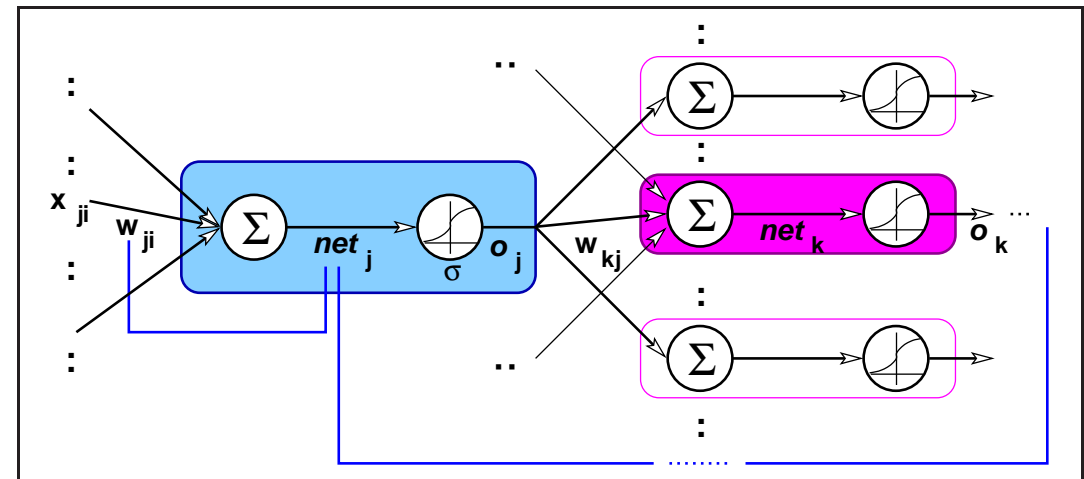 :
:
:
x ji
w ji
:
:
Σ
net j
σ
o j
..
w kj
..
Σ
:
Σ
net k
o k
...
:
Σ
: